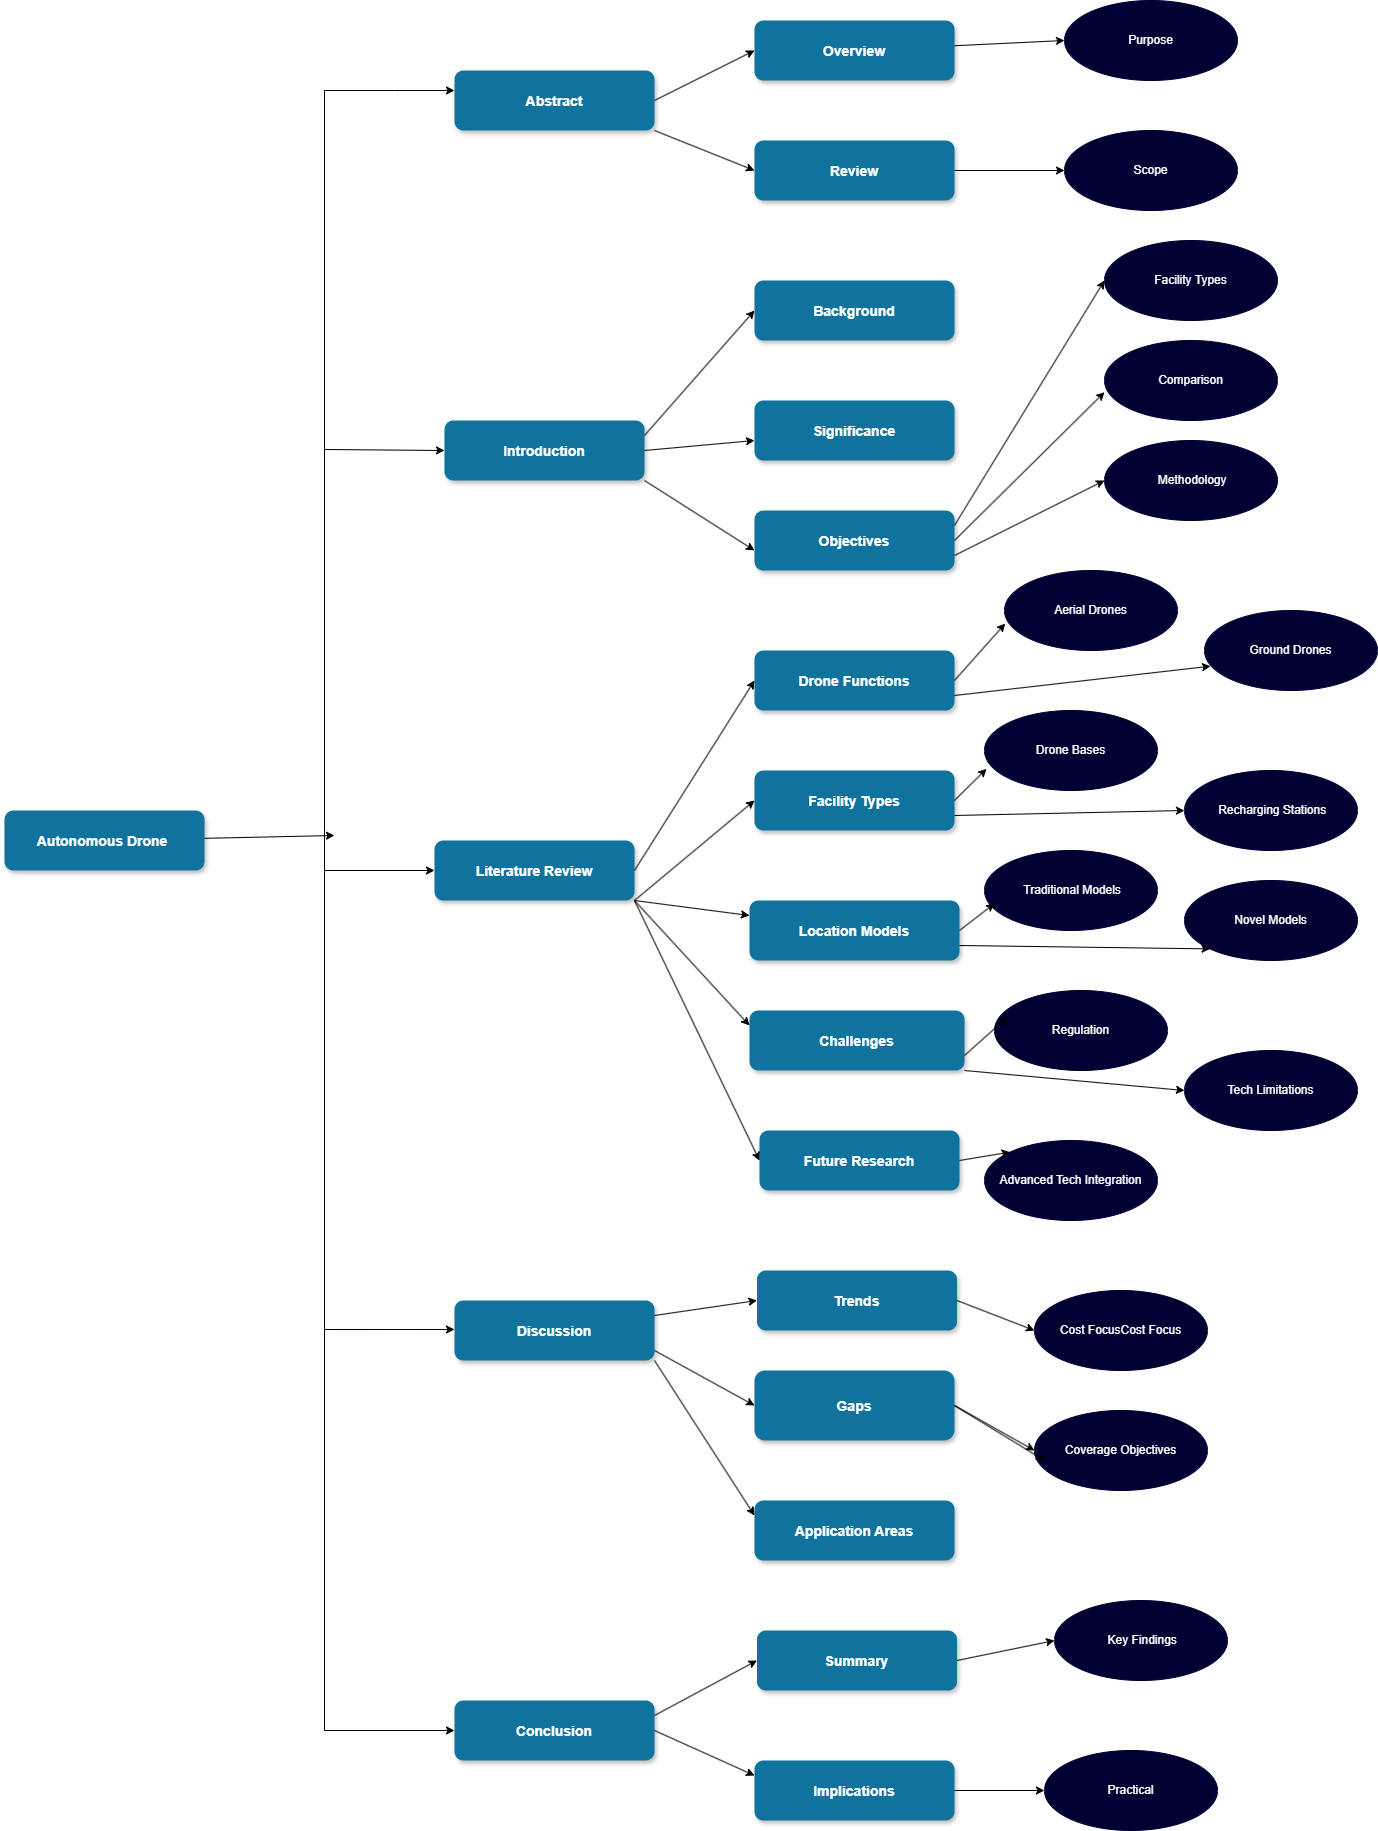 Autonomous Drone
Abstract
Overview
Purpose
Review
Scope
Introduction
Background
Significance
Objectives
Facility Types
Comparison
Methodology
Literature Review
Drone Functions
Aerial Drones
Ground Drones
Facility Types
Drone Bases
Recharging Stations
Location Models
Traditional Models
Novel Models
Challenges
Regulation
Tech Limitations
Future Research
Advanced Tech Integration
Discussion
Trends
Cost FocusCost Focus
Gaps
Coverage Objectives
Application Areas
Conclusion
Summary
Key Findings
Implications
Practical